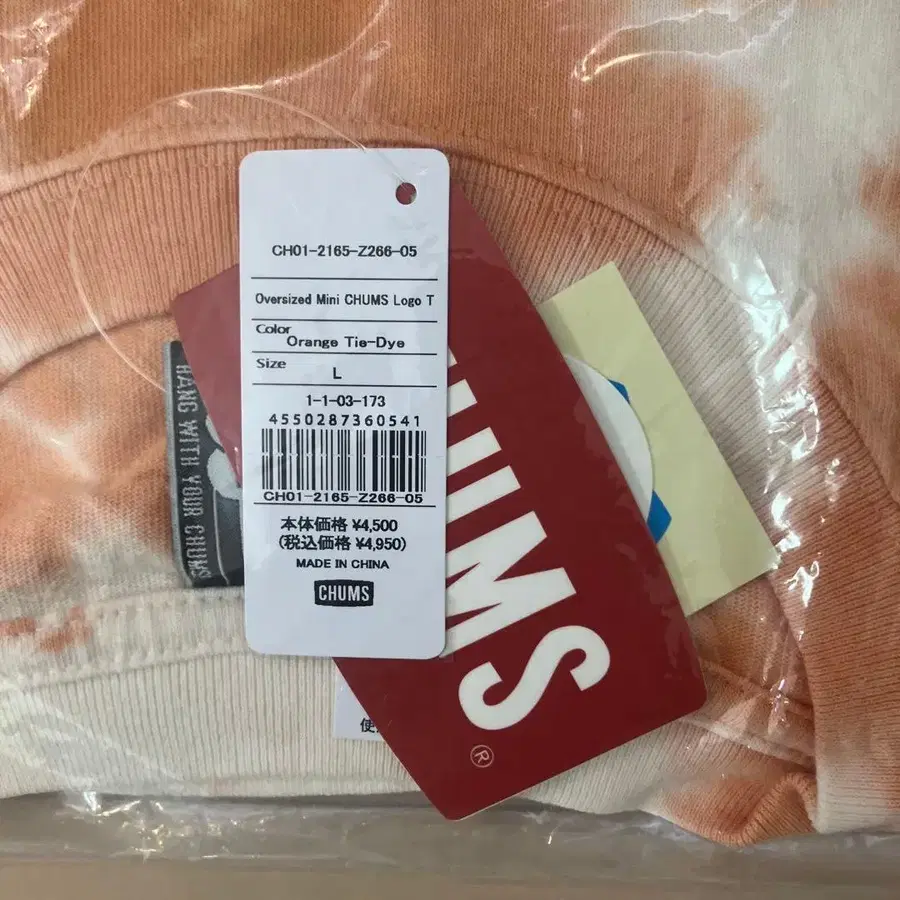 CH01-2165-Z266-05
Oversized Mini CHUMS Logo T
Color
Orange Tie-Dye
Size
L
1-1-03-173
4550287360541
CH01-2165-Z266-05
本体価格 ¥4,500
(税込価格 ¥4,950)
MADE IN CHINA
CHUMS
HANG WITH YOUR CHUMS
HUMS
®
使